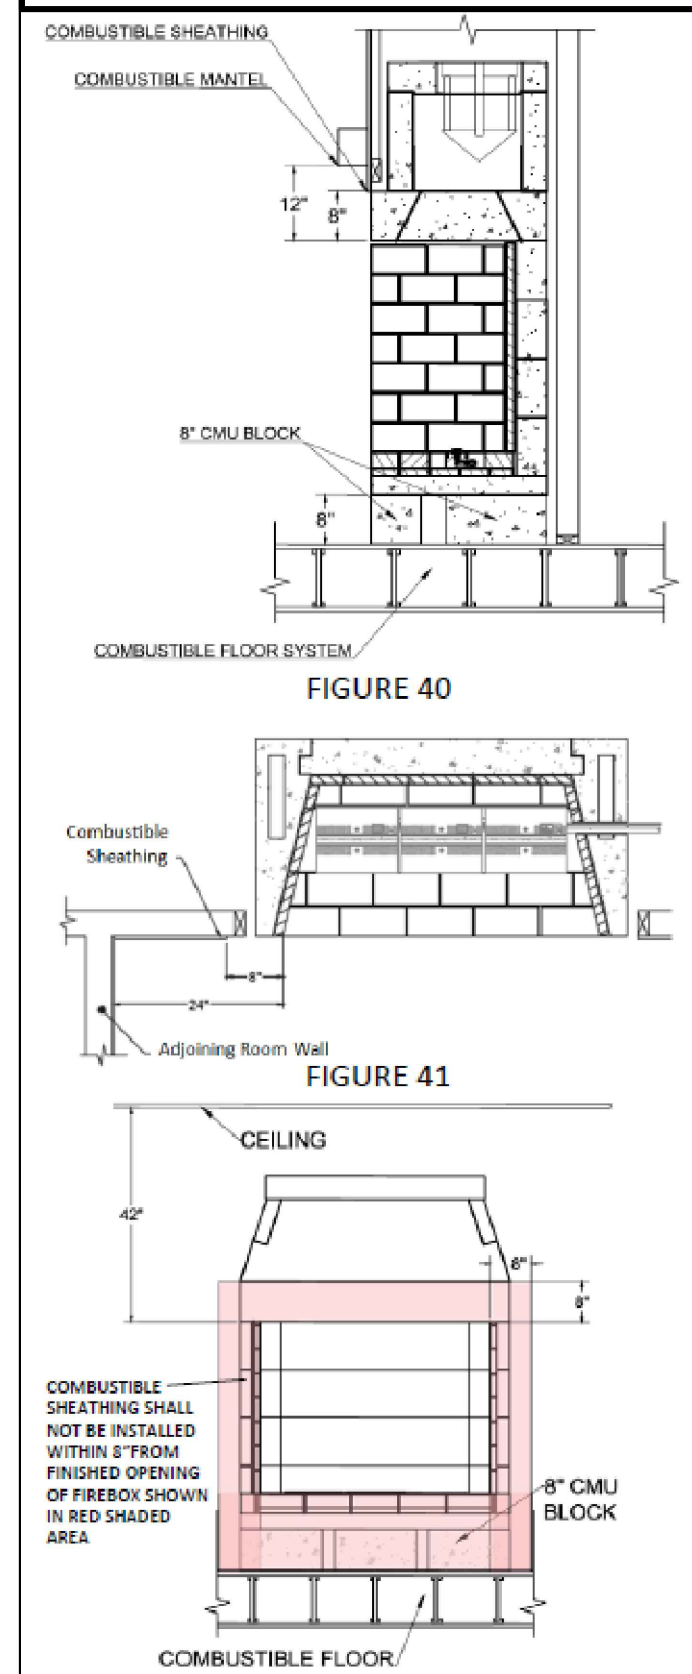 COMBUSTIBLE SHEATHING
COMBUSTIBLE MANTEL
12"
8"
8" CMU BLOCK
8"
COMBUSTIBLE FLOOR SYSTEM
FIGURE 40
Combustible
Sheathing
8"
24"
Adjoining Room Wall
FIGURE 41
CEILING
42"
8"
8"
COMBUSTIBLE
SHEATHING SHALL
NOT BE INSTALLED
WITHIN 8"FROM
FINISHED OPENING
OF FIREBOX SHOWN
IN RED SHADED
AREA
8" CMU
BLOCK
COMBUSTIBLE FLOOR